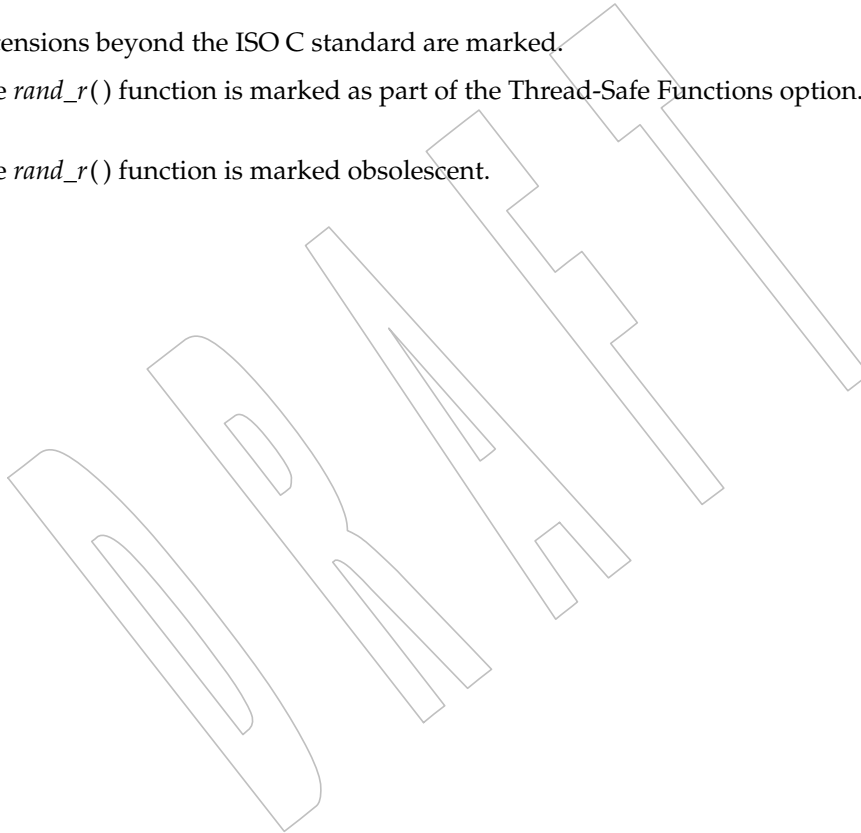 tensions beyond the ISO C standard are marked.
e rand_r( ) function is marked as part of the Thread-Safe Functions option.
e rand_r( ) function is marked obsolescent.
DRAFT